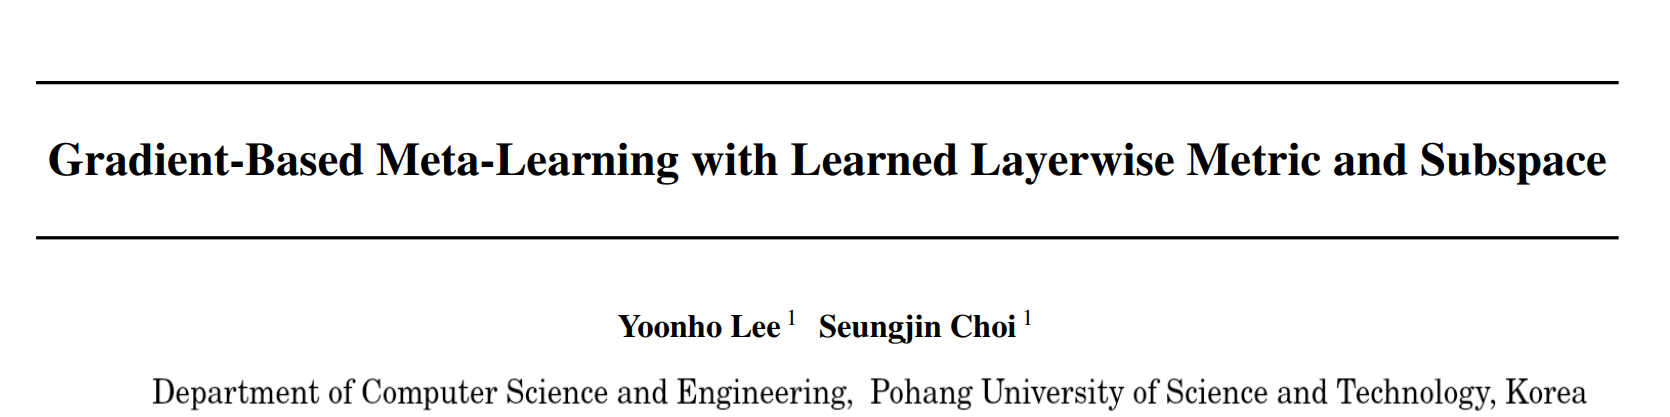 Gradient-Based Meta-Learning with Learned Layerwise Metric and Subspace
Yoonho Lee 1 Seungjin Choi 1
Department of Computer Science and Engineering, Pohang University of Science and Technology, Korea